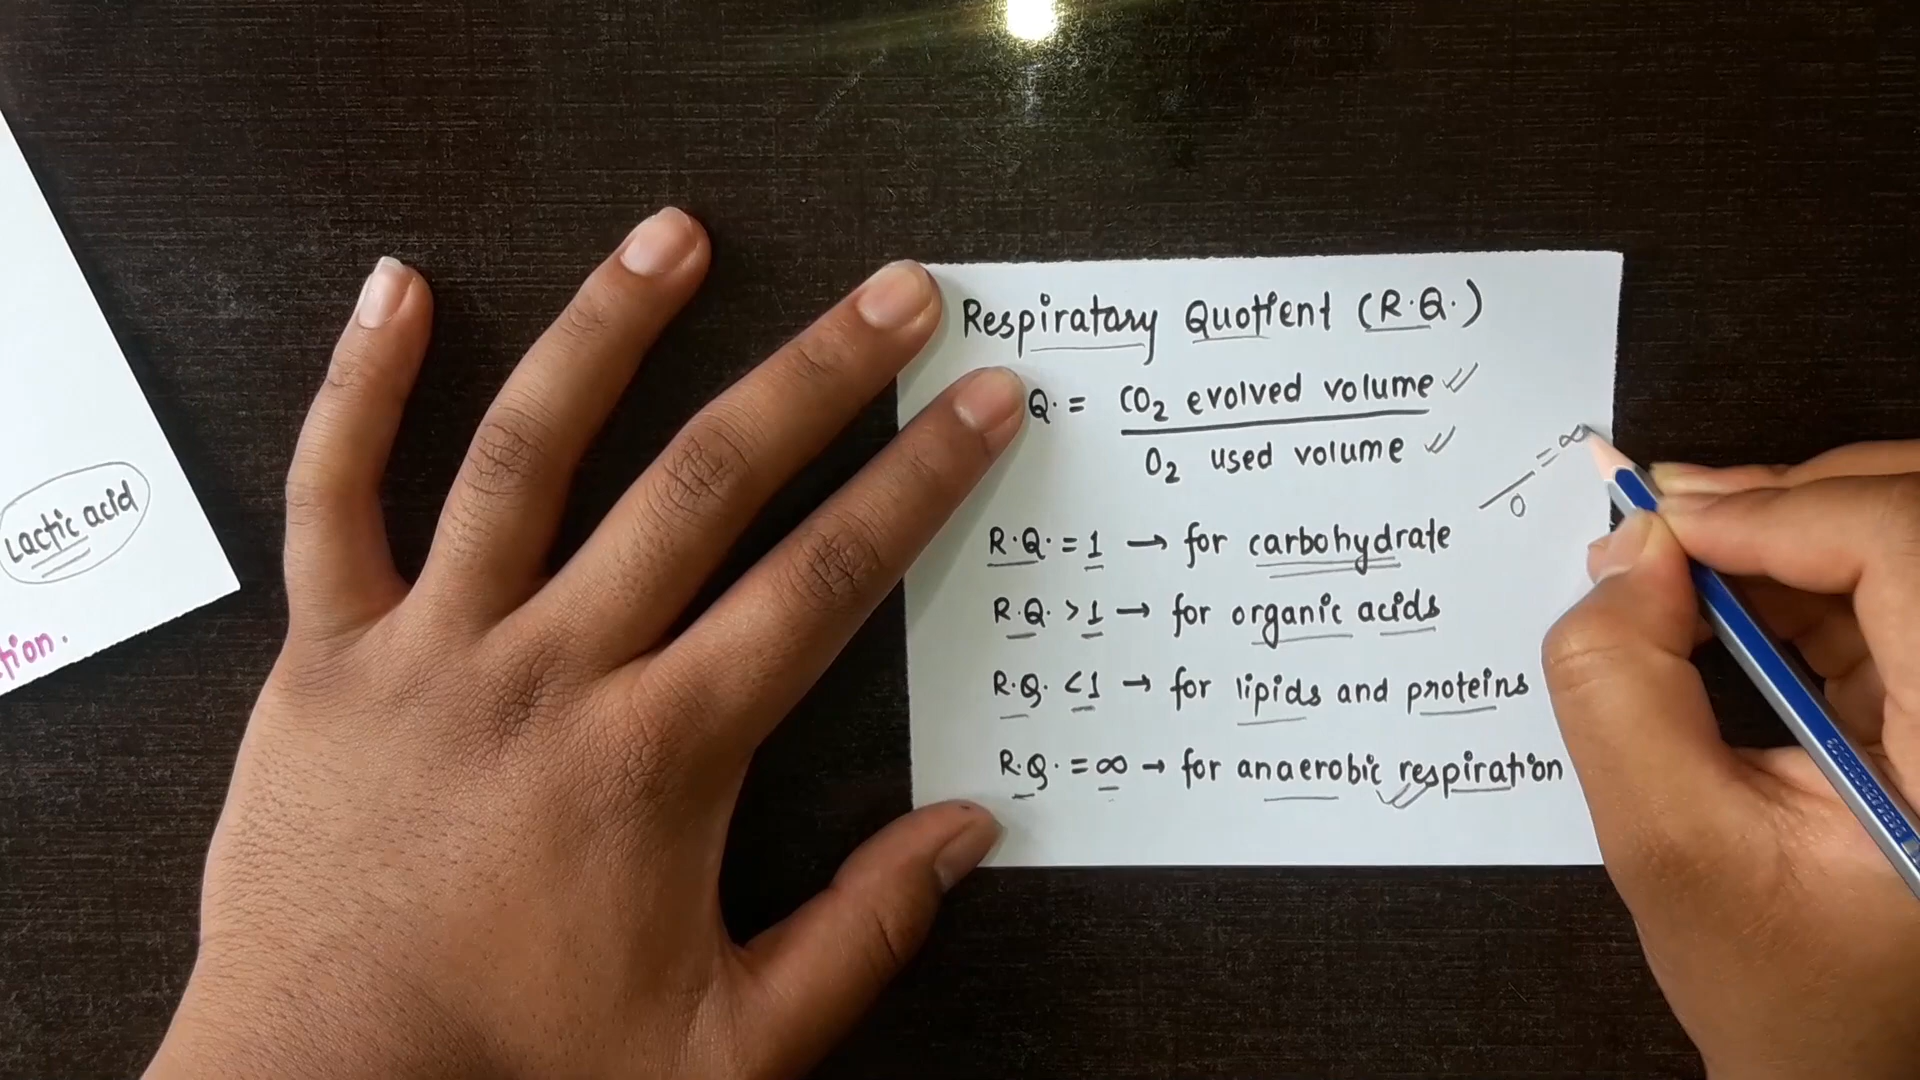 Lactic acid
tion.
Respiratary Quotient (R.Q.)
Q. = CO2 evolved volume
O2 used volume
0 = ∞
R.Q. = 1 → for carbohydrate
R.Q. > 1 → for organic acids
R.Q. < 1 → for lipids and proteins
R.Q. = ∞ → for anaerobic respiration